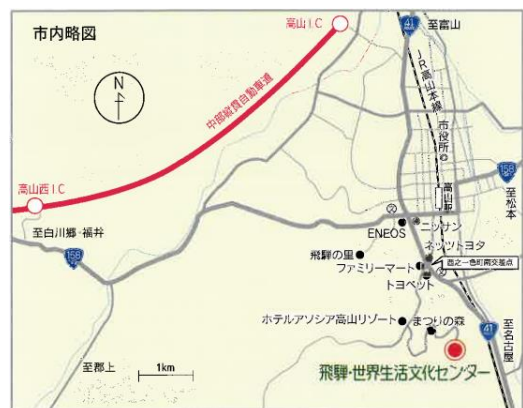 市内略図
高山IC
41
至富山
JR高山本線
中部縦貫自動車道
市役所
158
至松本
高山西IC
高山駅
至白川郷・福井
158
ENEOS
ニッサン
ネッツトヨタ
飛騨の里
西之一色町南交差点
ファミリーマート
トヨペット
ホテルアソシア高山リゾート
まつりの森
41
至名古屋
飛騨・世界生活文化センター
至郡上
1km